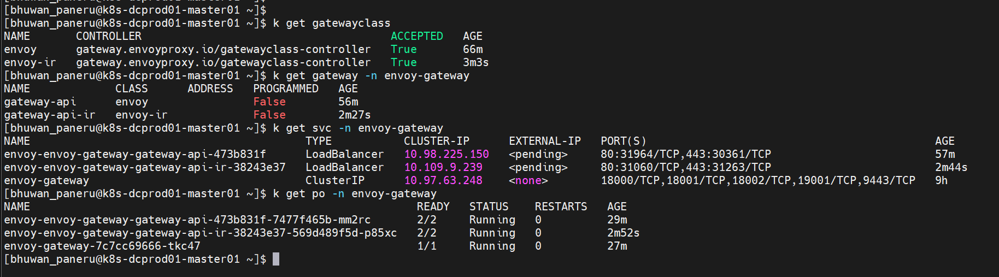 [bhuwan_paneru@k8s-dcprod01-master01 ~]$
[bhuwan_paneru@k8s-dcprod01-master01 ~]$ k get gatewayclass
NAME       CONTROLLER                                      ACCEPTED   AGE
envoy      gateway.envoyproxy.io/gatewayclass-controller   True       66m
envoy-ir   gateway.envoyproxy.io/gatewayclass-controller   True       3m3s
[bhuwan_paneru@k8s-dcprod01-master01 ~]$ k get gateway -n envoy-gateway
NAME             CLASS      ADDRESS   PROGRAMMED   AGE
gateway-api      envoy                False        56m
gateway-api-ir   envoy-ir             False        2m27s
[bhuwan_paneru@k8s-dcprod01-master01 ~]$ k get svc -n envoy-gateway
NAME                                          TYPE           CLUSTER-IP      EXTERNAL-IP   PORT(S)                                            AGE
envoy-envoy-gateway-gateway-api-473b831f      LoadBalancer   10.98.225.150   <pending>     80:31964/TCP,443:30361/TCP                         57m
envoy-envoy-gateway-gateway-api-ir-38243e37   LoadBalancer   10.109.9.239    <pending>     80:31060/TCP,443:31263/TCP                         2m44s
envoy-gateway                                 ClusterIP      10.97.63.248    <none>        18000/TCP,18001/TCP,18002/TCP,19001/TCP,9443/TCP   9h
[bhuwan_paneru@k8s-dcprod01-master01 ~]$ k get po -n envoy-gateway
NAME                                                           READY   STATUS    RESTARTS   AGE
envoy-envoy-gateway-gateway-api-473b831f-7477f465b-mm2rc       2/2     Running   0          29m
envoy-envoy-gateway-gateway-api-ir-38243e37-569d489f5d-p85xc   2/2     Running   0          2m52s
envoy-gateway-7c7cc69666-tkc47                                 1/1     Running   0          27m
[bhuwan_paneru@k8s-dcprod01-master01 ~]$